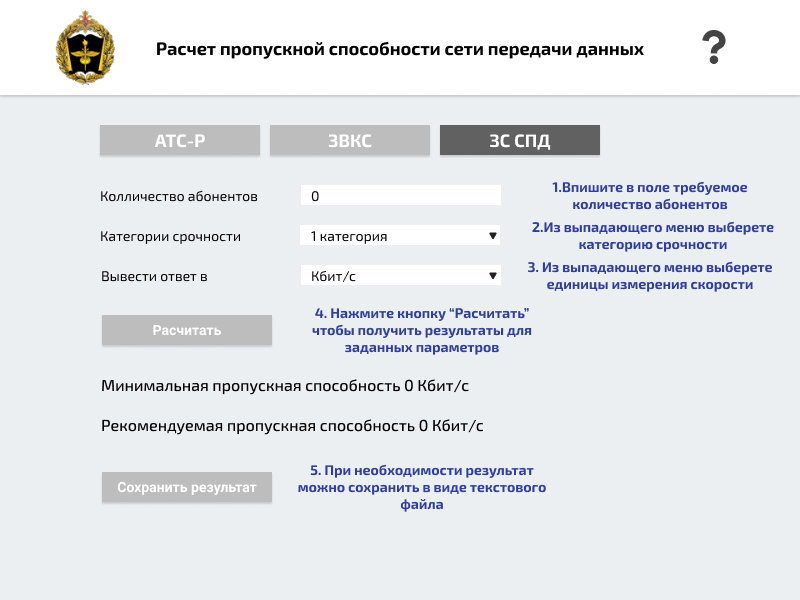 Расчет пропускной способности сети передачи данных
?
АТС-Р
ЗВКС
ЗС СПД
Колличество абонентов
0
1.Впишите в поле требуемое
количество абонентов
Категории срочности
1 категория
2.Из выпадающего меню выберете
категорию срочности
Вывести ответ в
Кбит/с
3. Из выпадающего меню выберете
единицы измерения скорости
Расчитать
4. Нажмите кнопку “Расчитать”
чтобы получить результаты для
заданных параметров
Минимальная пропускная способность 0 Кбит/с
Рекомендуемая пропускная способность 0 Кбит/с
Сохранить результат
5. При необходимости результат
можно сохранить в виде текстового
файла